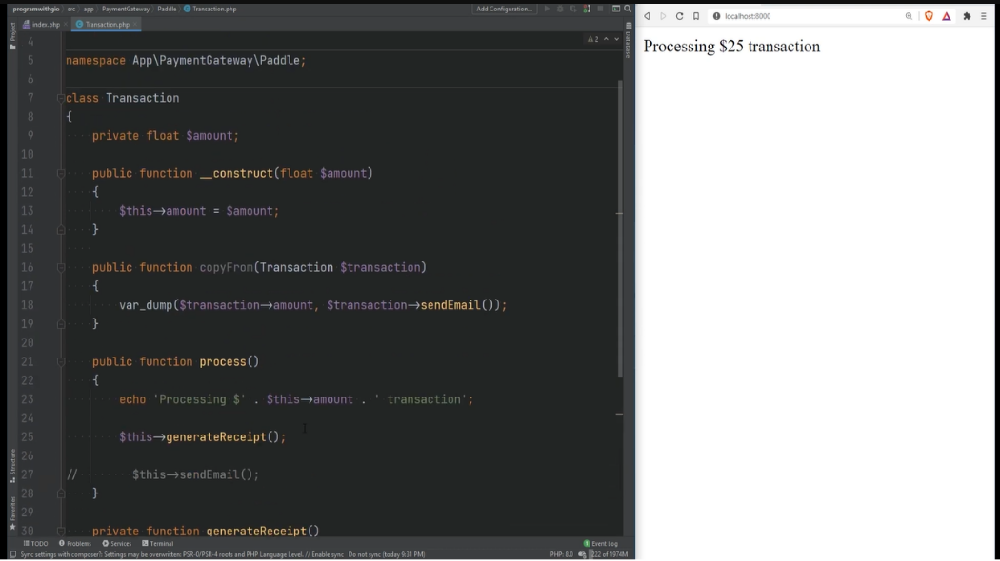 programwithgio src app PaymentGateway Paddle Transaction.php Add Configuration...
index.php Transaction.php
localhost:8000
Project
Database
2
Processing $25 transaction
4
5 namespace App\PaymentGateway\Paddle;
6
7 class Transaction
8 {
9 private float $amount;
10
11 public function __construct(float $amount)
12 {
13 $this->amount = $amount;
14 }
15
16 public function copyFrom(Transaction $transaction)
17 {
18 var_dump($transaction->amount, $transaction->sendEmail());
19 }
20
21 public function process()
22 {
23 echo 'Processing $' . $this->amount . ' transaction';
24
25 $this->generateReceipt();
26
27 // $this->sendEmail();
28 }
29
30 private function generateReceipt()
Structure
Favorites
TODO Problems Services Terminal Event Log
Sync settings with composer?: Settings may be overwritten: PSR-0/PSR-4 roots and PHP Language Level. // Enable sync Do not sync (today 9:31 PM) PHP: 8.0 222 of 1974M